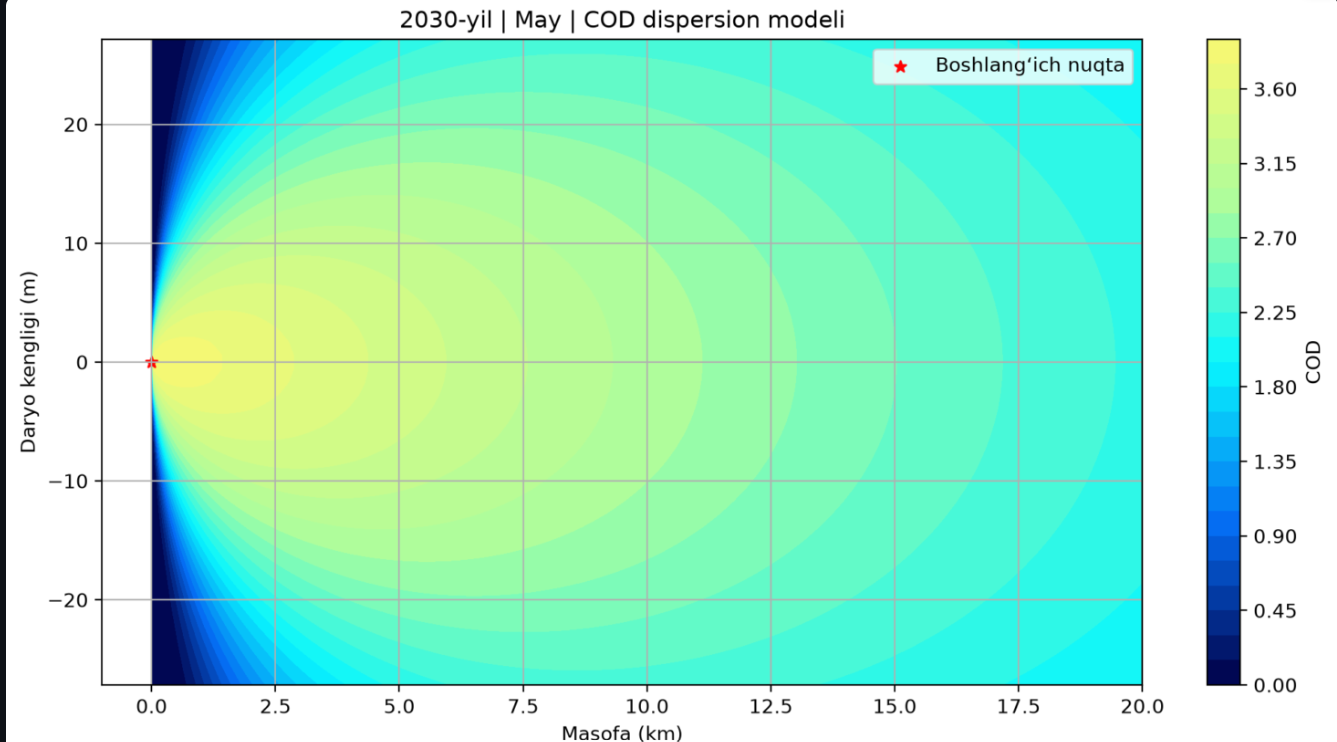 2030-yil | May | COD dispersion modeli
Boshlang‘ich nuqta
Daryo kengligi (m)
20
10
0
−10
−20
0.0 2.5 5.0 7.5 10.0 12.5 15.0 17.5 20.0
Masofa (km)
3.60
3.15
2.70
2.25
1.80
1.35
0.90
0.45
0.00
COD